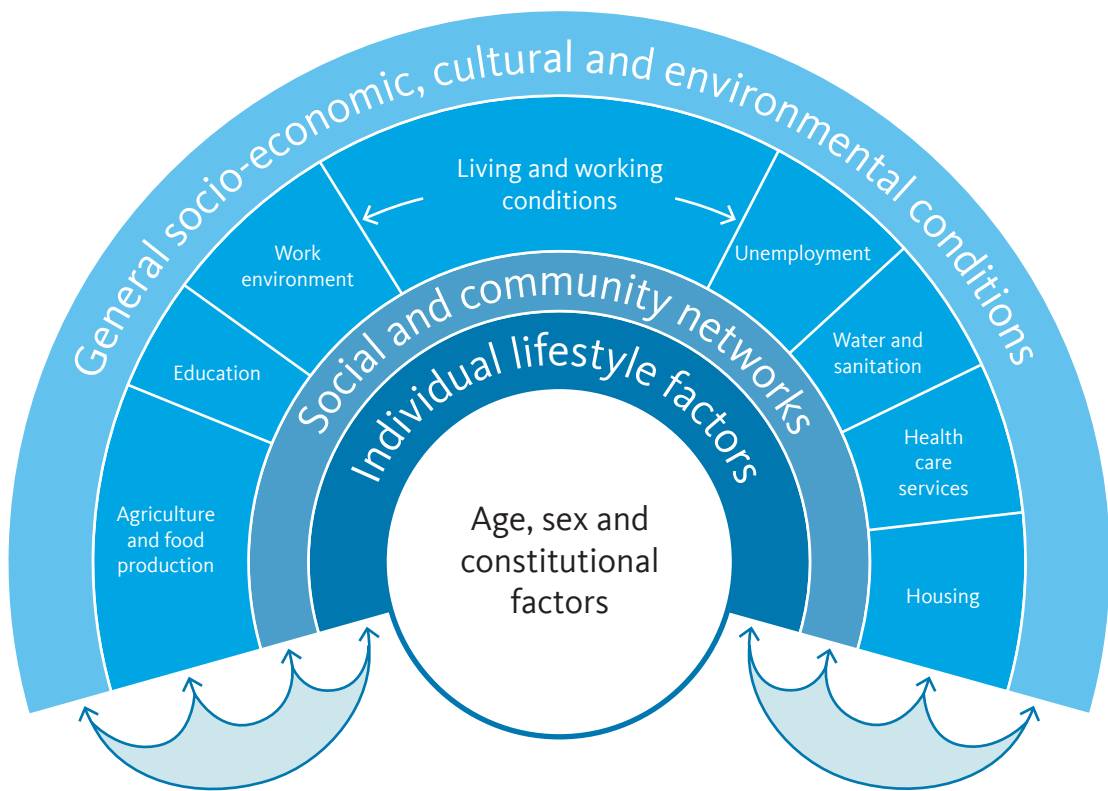 General socio-economic, cultural and environmental conditions
Living and working
conditions
Work
environment
Unemployment
Education
Water and
sanitation
Agriculture
and food
production
Health
care
services
Housing
Social and community networks
Individual lifestyle factors
Age, sex and
constitutional
factors